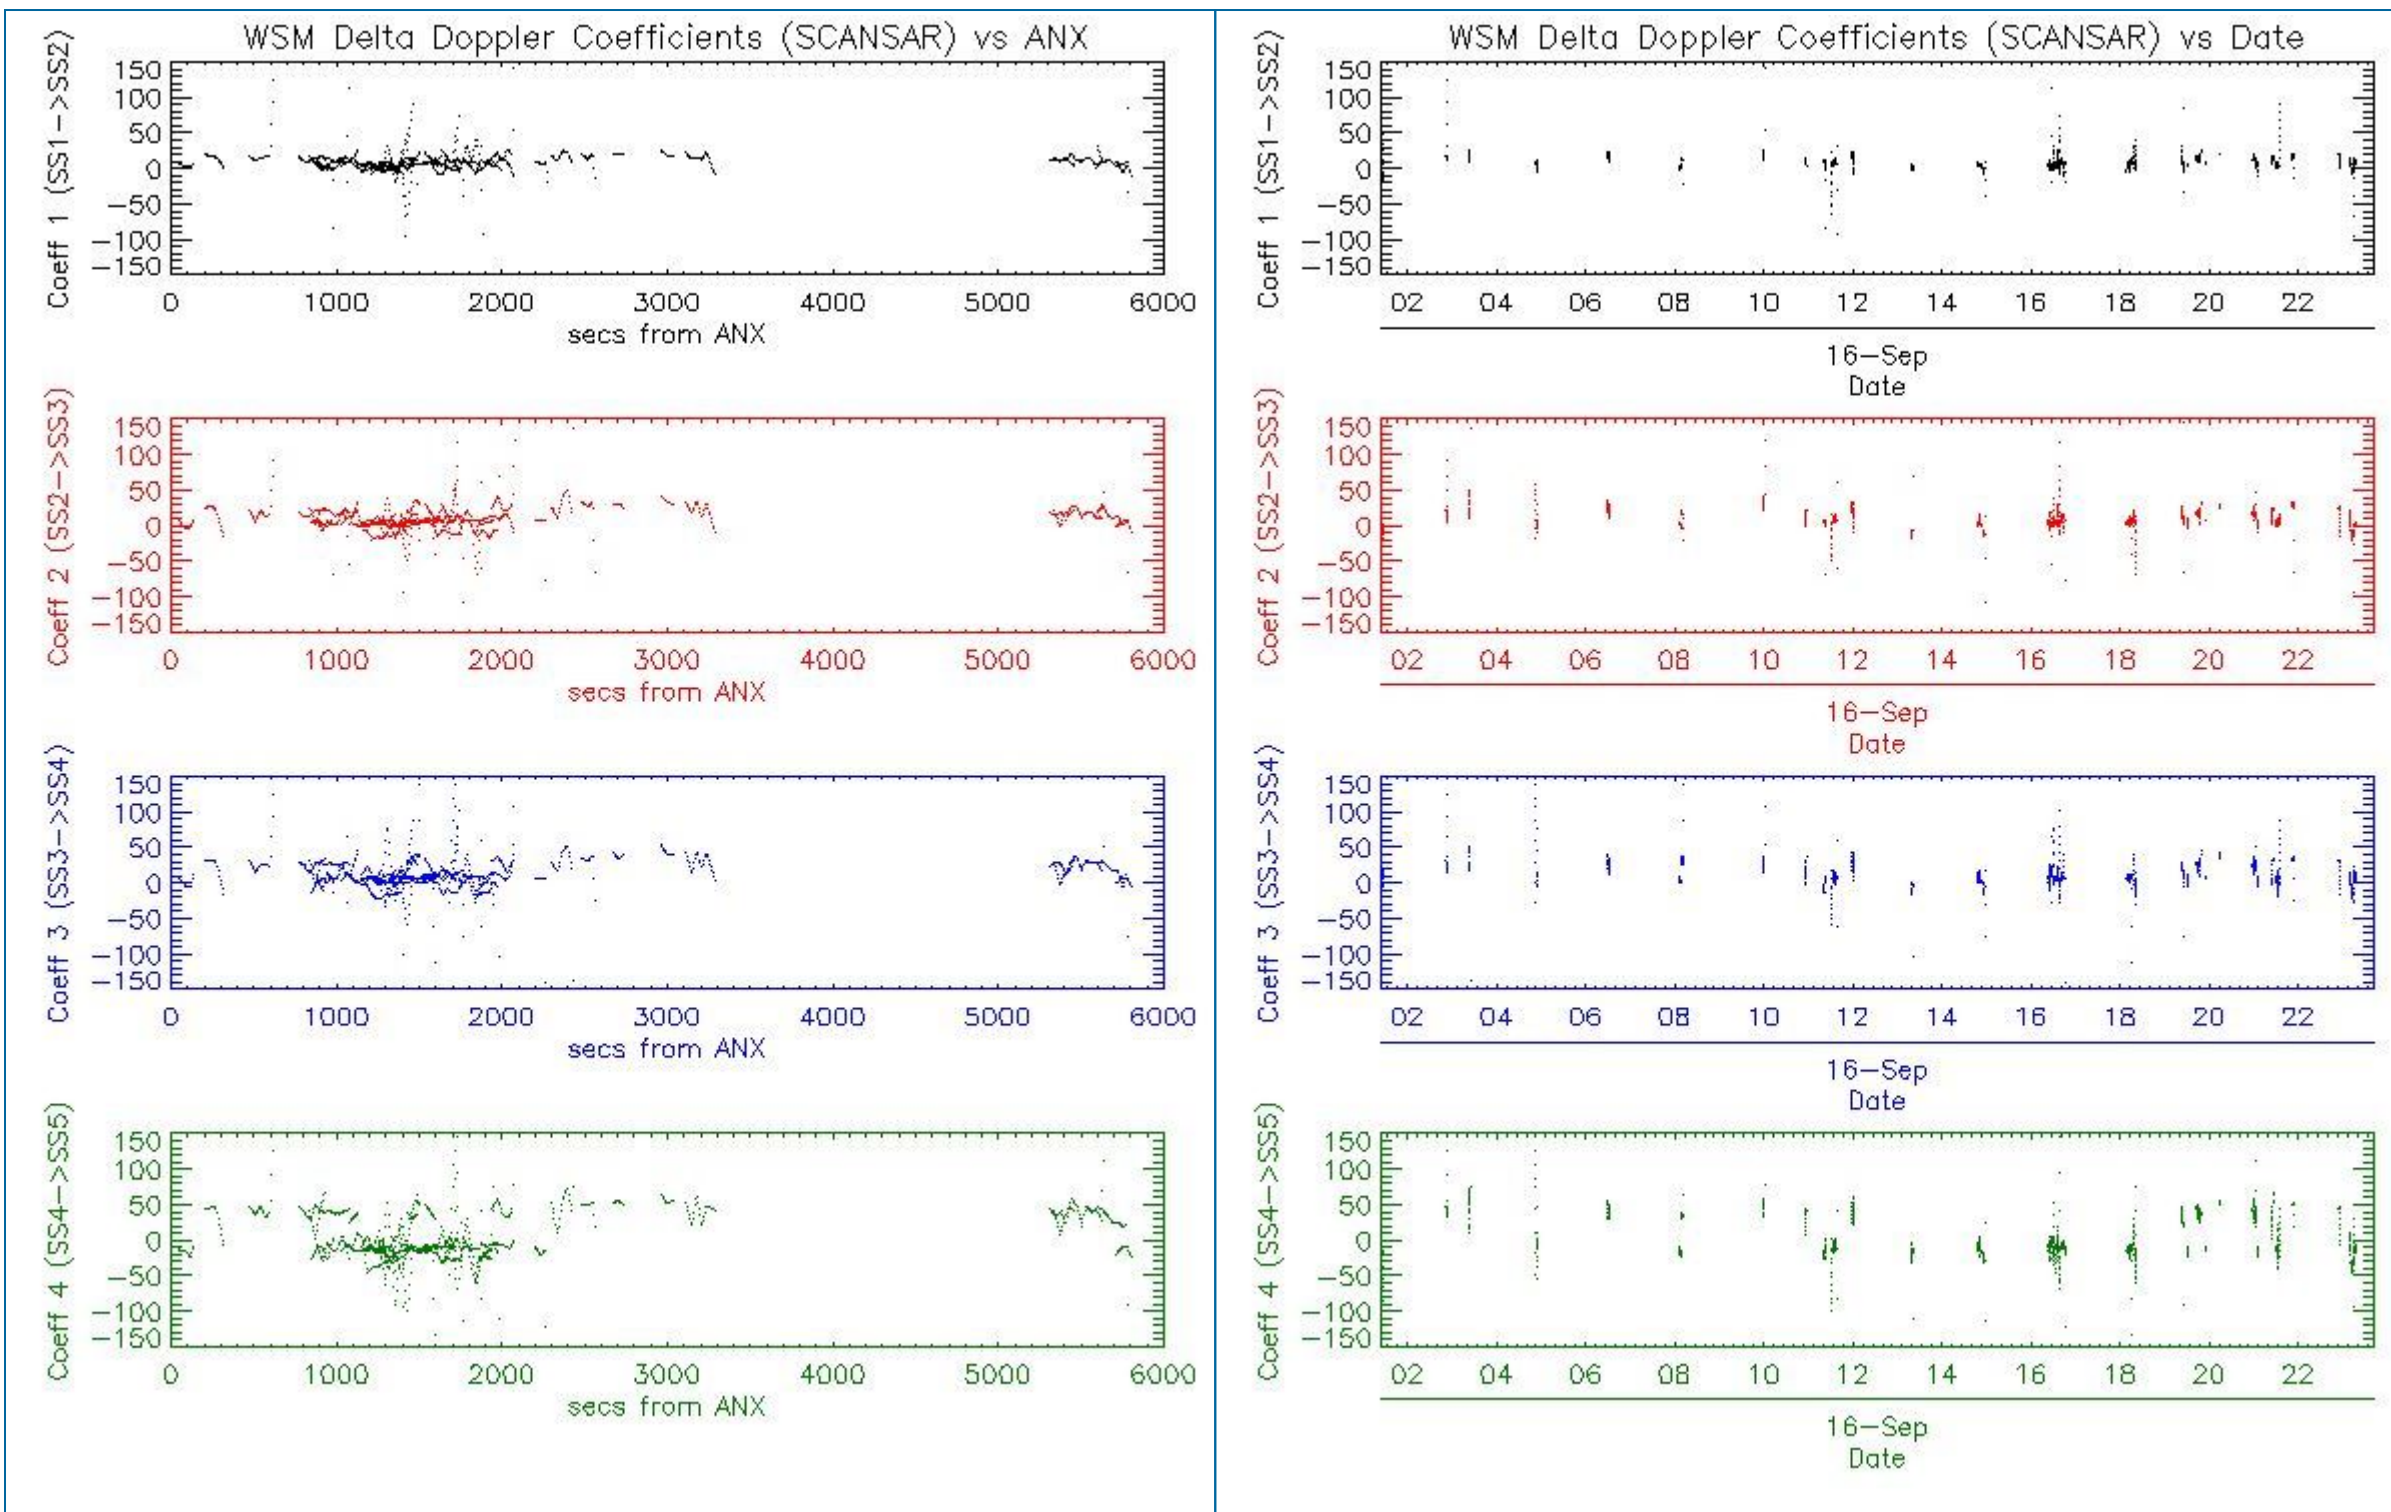 WSM Delta Doppler Coefficients (SCANSAR) vs ANX
Coeff 1 (SS1->SS2)
150
100
50
0
-50
-100
-150
0 1000 2000 3000 4000 5000 6000
secs from ANX
Coeff 2 (SS2->SS3)
150
100
50
0
-50
-100
-150
0 1000 2000 3000 4000 5000 6000
secs from ANX
Coeff 3 (SS3->SS4)
150
100
50
0
-50
-100
-150
0 1000 2000 3000 4000 5000 6000
secs from ANX
Coeff 4 (SS4->SS5)
150
100
50
0
-50
-100
-150
0 1000 2000 3000 4000 5000 6000
secs from ANX
WSM Delta Doppler Coefficients (SCANSAR) vs Date
Coeff 1 (SS1->SS2)
150
100
50
0
-50
-100
-150
02 04 06 08 10 12 14 16 18 20 22
16-Sep
Date
Coeff 2 (SS2->SS3)
150
100
50
0
-50
-100
-150
02 04 06 08 10 12 14 16 18 20 22
16-Sep
Date
Coeff 3 (SS3->SS4)
150
100
50
0
-50
-100
-150
02 04 06 08 10 12 14 16 18 20 22
16-Sep
Date
Coeff 4 (SS4->SS5)
150
100
50
0
-50
-100
-150
02 04 06 08 10 12 14 16 18 20 22
16-Sep
Date